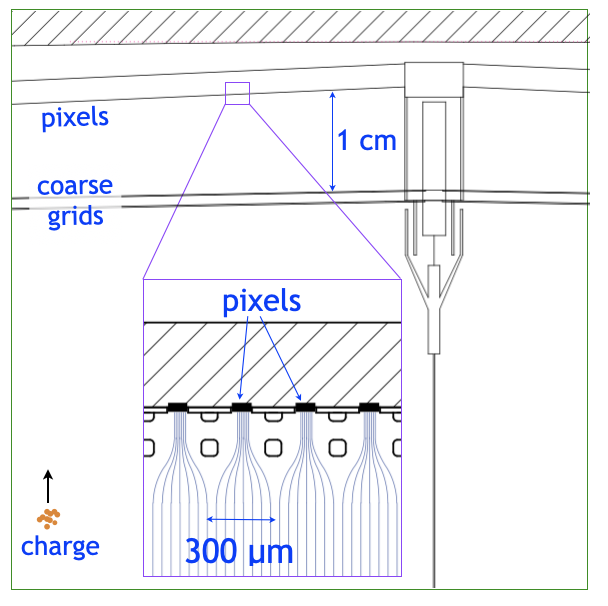 pixels
1 cm
coarse
grids
pixels
300 μm
charge